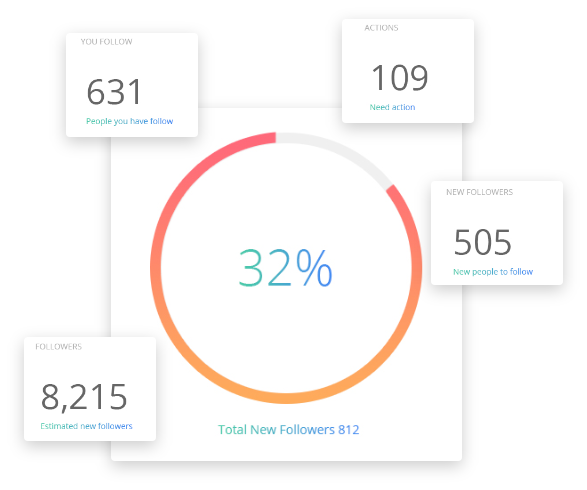 YOU FOLLOW
631
People you have follow
ACTIONS
109
Need action
NEW FOLLOWERS
505
New people to follow
32%
FOLLOWERS
8,215
Estimated new followers
Total New Followers 812